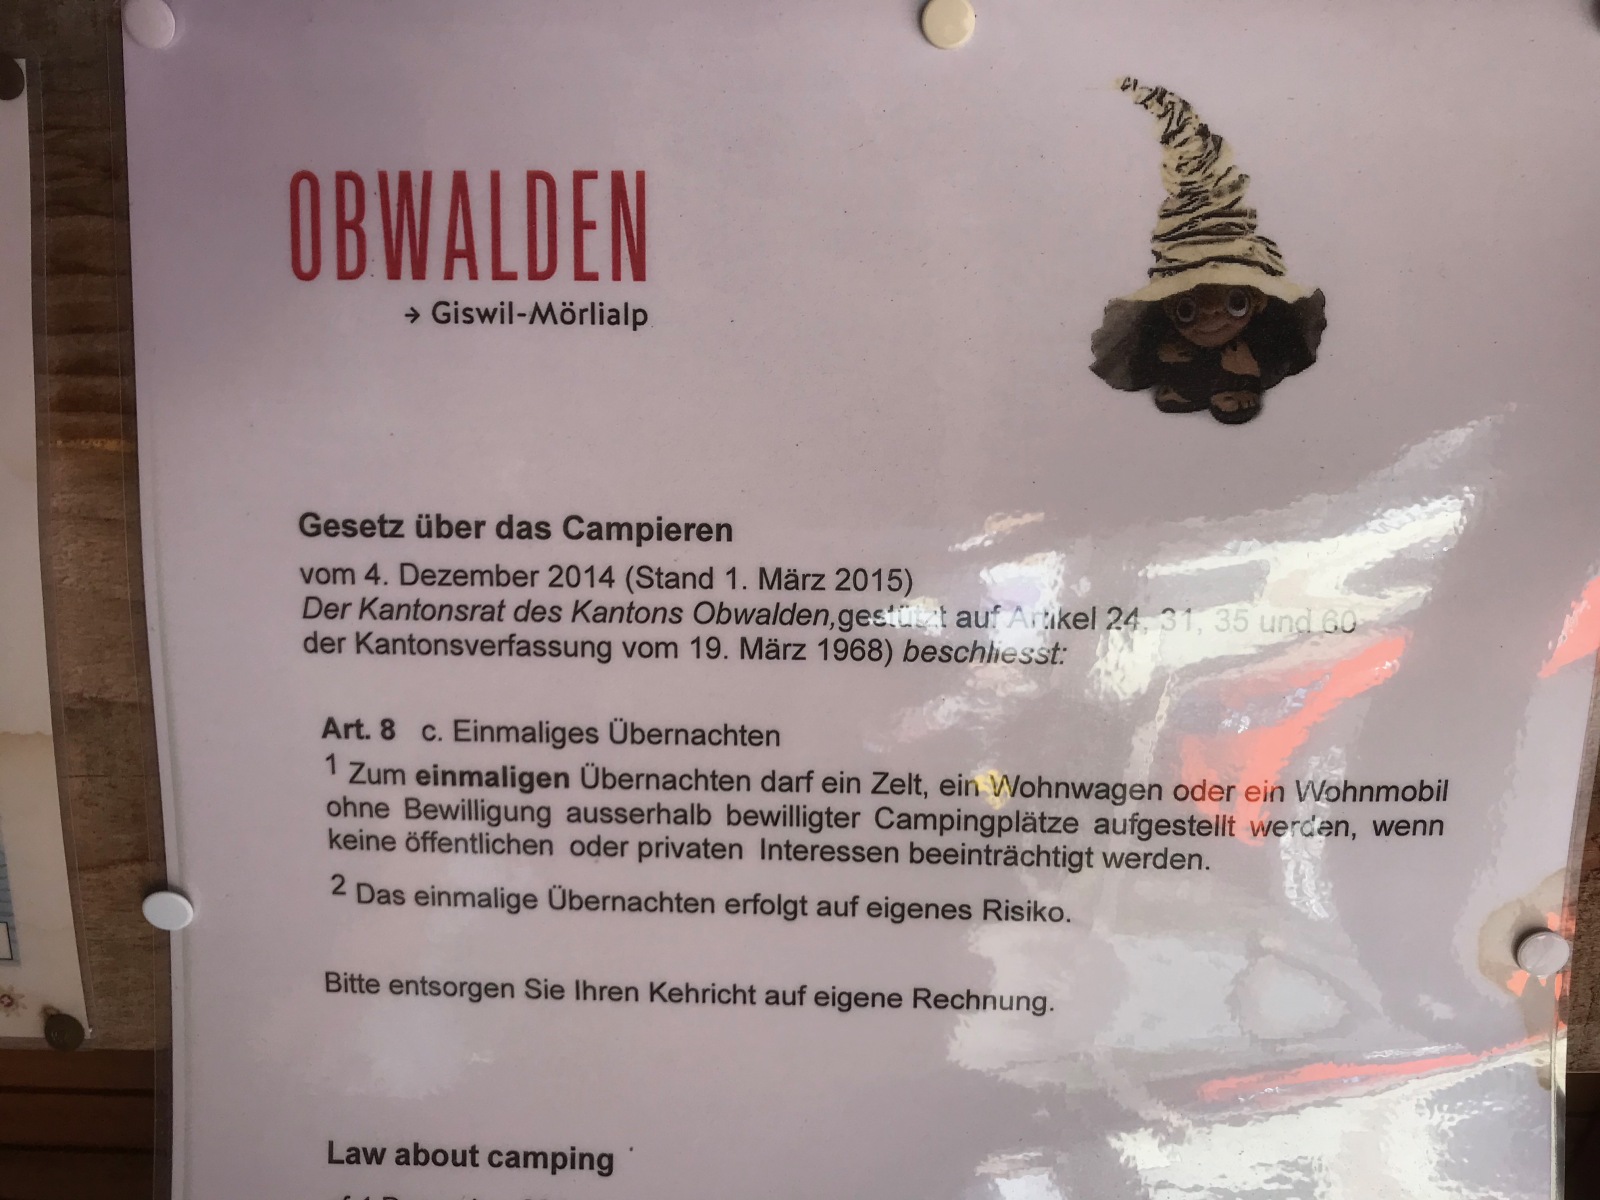 OBWALDEN
→ Giswil-Mörlialp
Gesetz über das Campieren
vom 4. Dezember 2014 (Stand 1. März 2015)
Der Kantonsrat des Kantons Obwalden,gestützt auf Artikel 24, 31, 35 und 60
der Kantonsverfassung vom 19. März 1968) beschliesst:
Art. 8 c. Einmaliges Übernachten
1 Zum einmaligen Übernachten darf ein Zelt, ein Wohnwagen oder ein Wohnmobil
ohne Bewilligung ausserhalb bewilligter Campingplätze aufgestellt werden, wenn
keine öffentlichen oder privaten Interessen beeinträchtigt werden.
2 Das einmalige Übernachten erfolgt auf eigenes Risiko.
Bitte entsorgen Sie Ihren Kehricht auf eigene Rechnung.
Law about camping